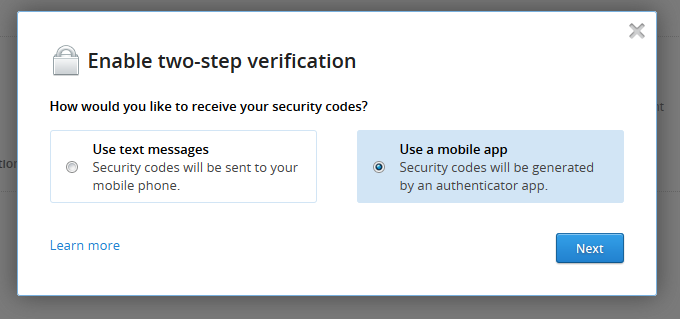 Enable two-step verification
How would you like to receive your security codes?
Use text messages
Security codes will be sent to your
mobile phone.
Use a mobile app
Security codes will be generated
by an authenticator app.
Learn more
Next